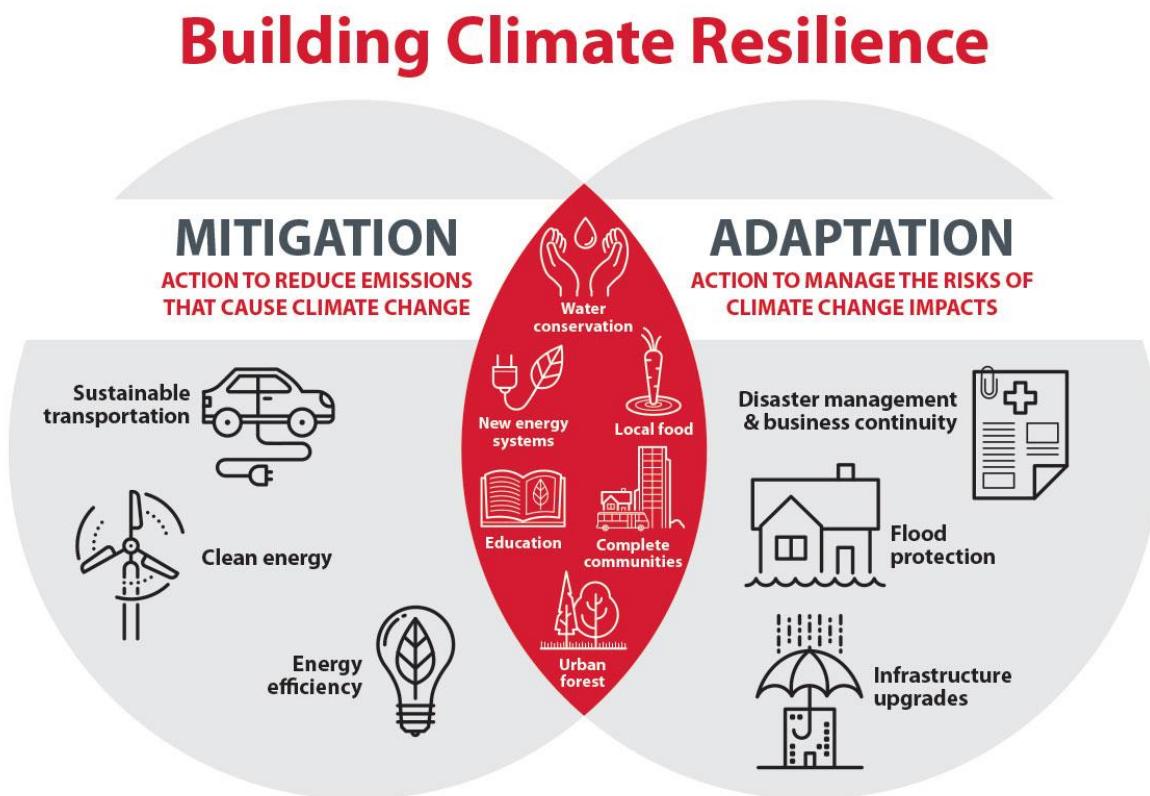 Building Climate Resilience
MITIGATION
ACTION TO REDUCE EMISSIONS
THAT CAUSE CLIMATE CHANGE
Sustainable
transportation
Clean energy
Energy
efficiency
Water
conservation
New energy
systems
Local food
Education
Complete
communities
Urban
forest
ADAPTATION
ACTION TO MANAGE THE RISKS OF
CLIMATE CHANGE IMPACTS
Disaster management
& business continuity
Flood
protection
Infrastructure
upgrades